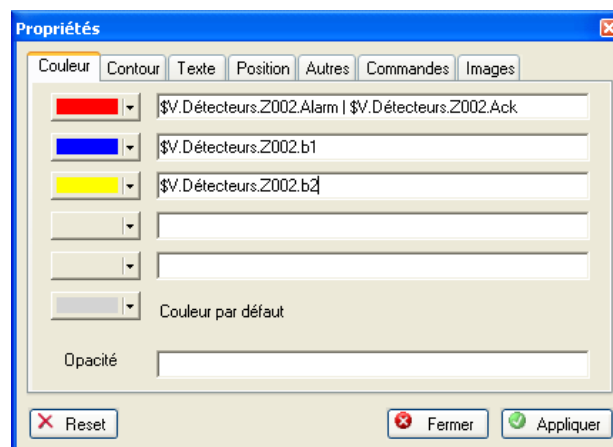 Propriétés
Couleur Contour Texte Position Autres Commandes Images
$V.Détecteurs.Z002.Alarm | $V.Détecteurs.Z002.Ack
$V.Détecteurs.Z002.b1
$V.Détecteurs.Z002.b2
Couleur par défaut
Opacité
Reset Fermer Appliquer